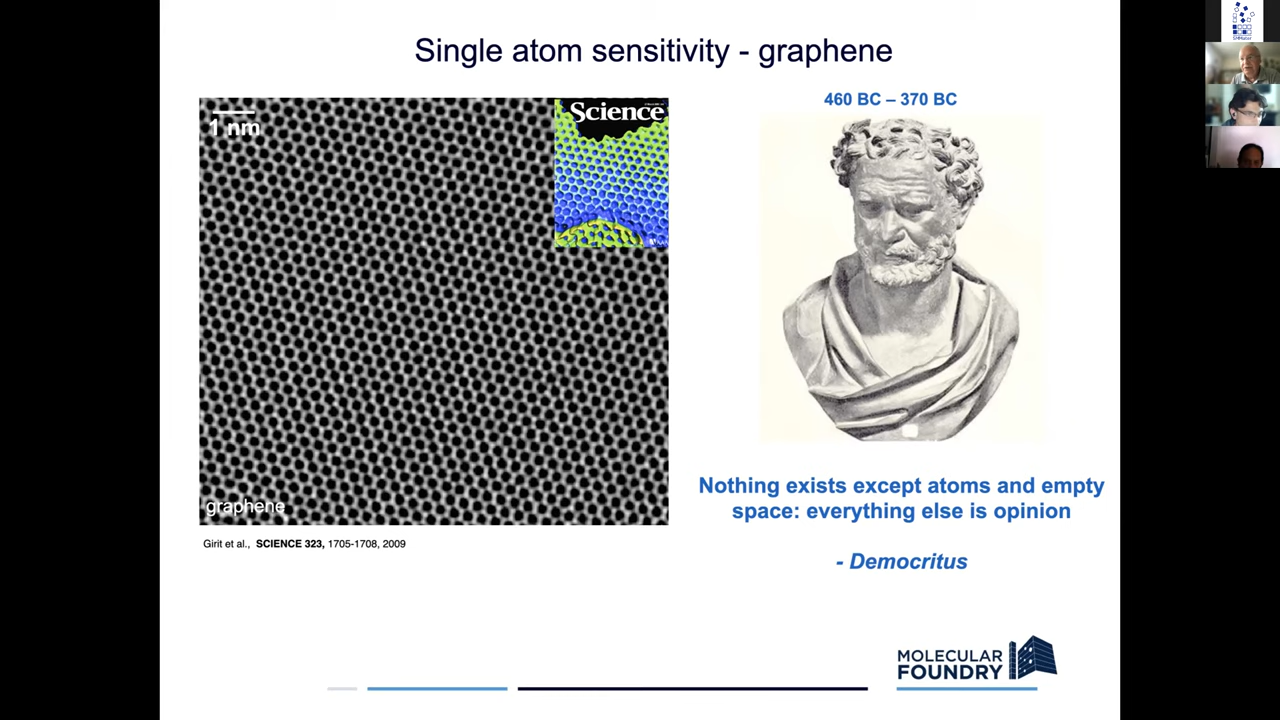 Single atom sensitivity - graphene
1 nm
Science
graphene
Girit et al., SCIENCE 323, 1705-1708, 2009
460 BC – 370 BC
Nothing exists except atoms and empty
space: everything else is opinion
- Democritus
MOLECULAR
FOUNDRY